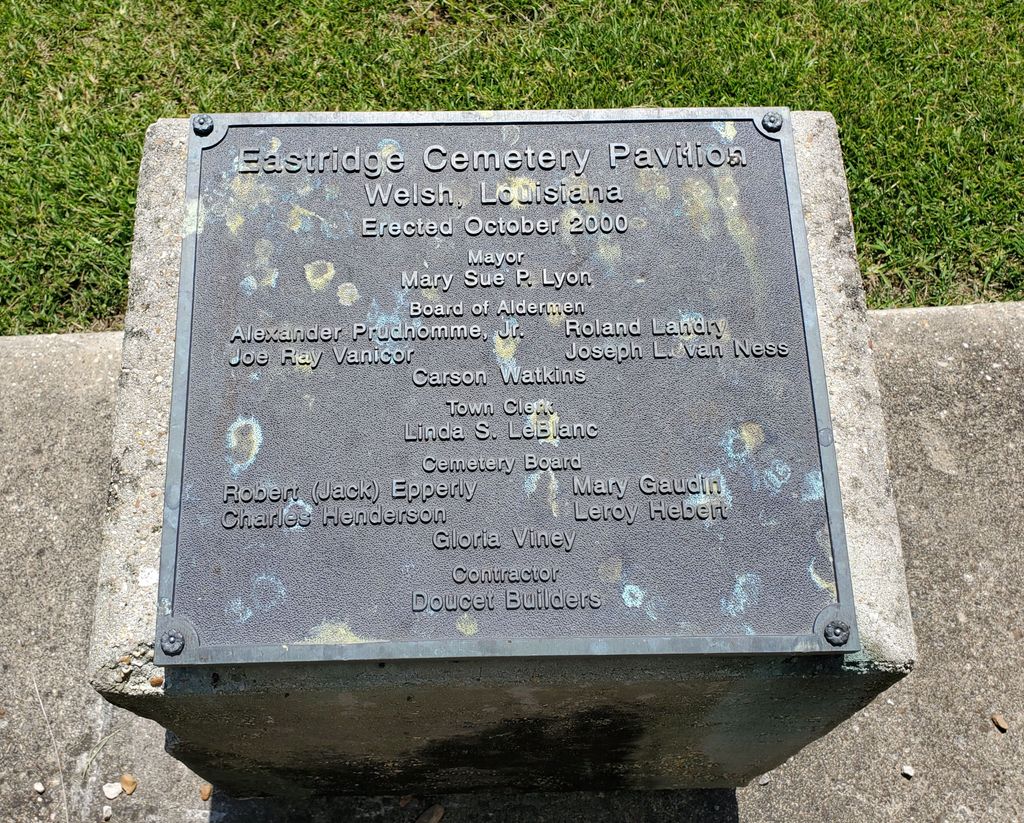 Eastridge Cemetery Pavilion
Welsh, Louisiana
Erected October 2000
Mayor
Mary Sue P. Lyon
Board of Aldermen
Alexander Prudhomme, Jr. Roland Landry
Joe Ray Vanicor Joseph L. van Ness
Carson Watkins
Town Clerk
Linda S. LeBlanc
Cemetery Board
Robert (Jack) Epperly Mary Gaudin
Charles Henderson Leroy Hebert
Gloria Viney
Contractor
Doucet Builders